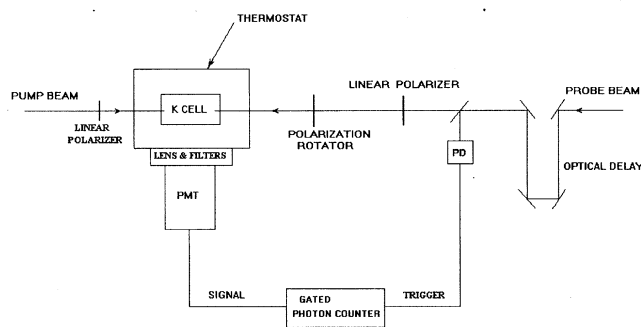 THERMOSTAT
PUMP BEAM
LINEAR
POLARIZER
K CELL
LINEAR POLARIZER
PROBE BEAM
POLARIZATION
ROTATOR
LENS & FILTERS
PD
OPTICAL DELAY
PMT
SIGNAL
GATED
PHOTON COUNTER
TRIGGER